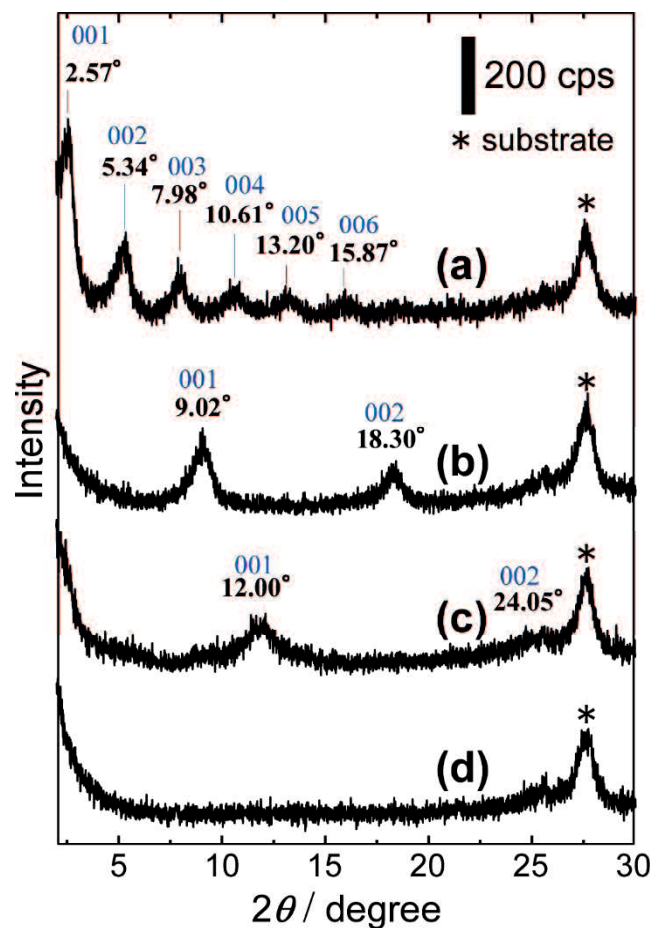 001
2.57°
200 cps
* substrate
002
5.34°
003
7.98°
004
10.61°
005
13.20°
006
15.87°
*
(a)
001
9.02°
002
18.30°
*
(b)
001
12.00°
002
24.05°
*
(c)
*
(d)
Intensity
5 10 15 20 25 30
2θ / degree